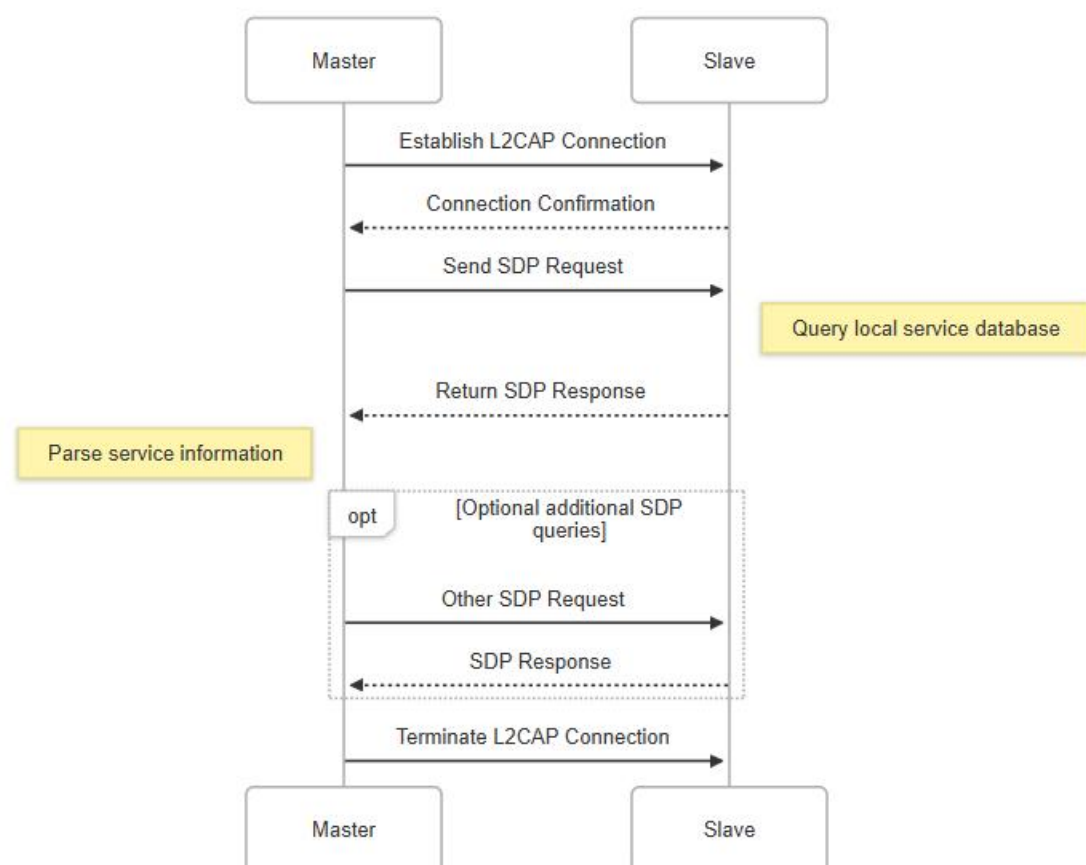 Master
Slave
Establish L2CAP Connection
Connection Confirmation
Send SDP Request
Query local service database
Return SDP Response
Parse service information
opt
[Optional additional SDP
queries]
Other SDP Request
SDP Response
Terminate L2CAP Connection
Master
Slave